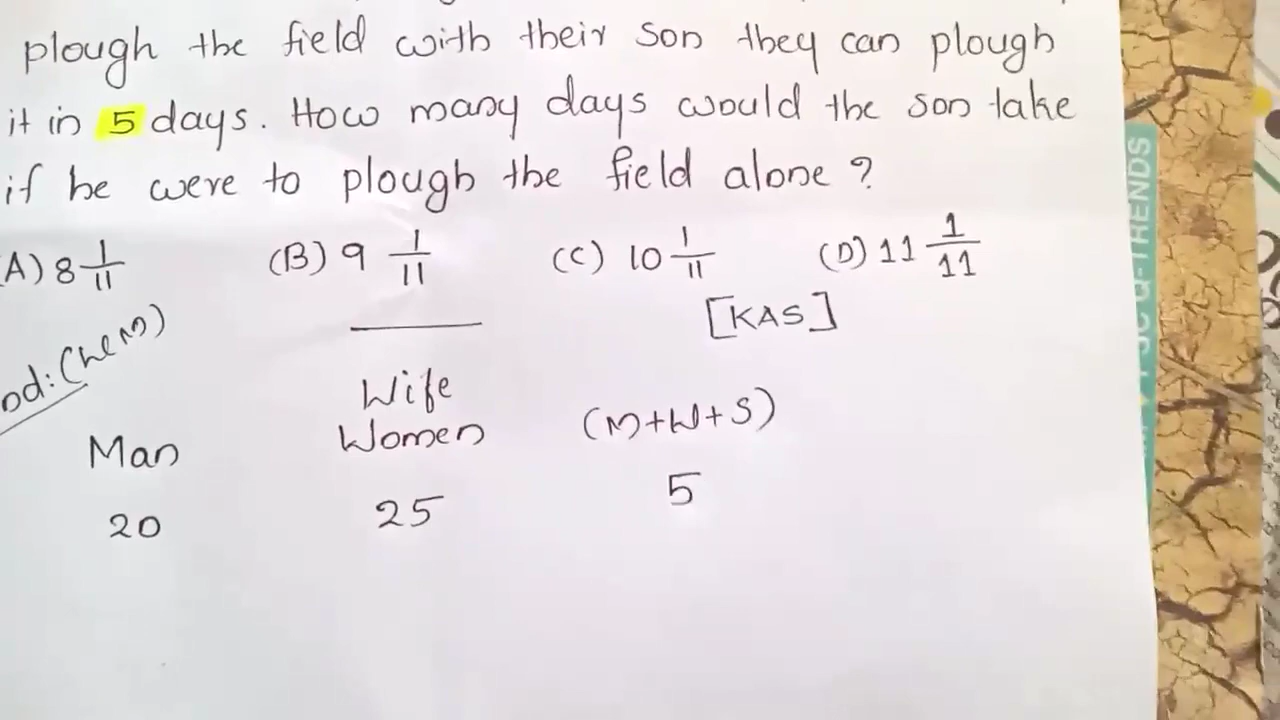 plough the field with their son they can plough
it in 5 days. How many days would the son take
if he were to plough the field alone ?
(A) 8 1/11 (B) 9 1/11 (C) 10 1/11 (D) 11 1/11
[KAS]
Wife
Man Women (M+W+S)
20 25 5
PSC Q-TRENDS